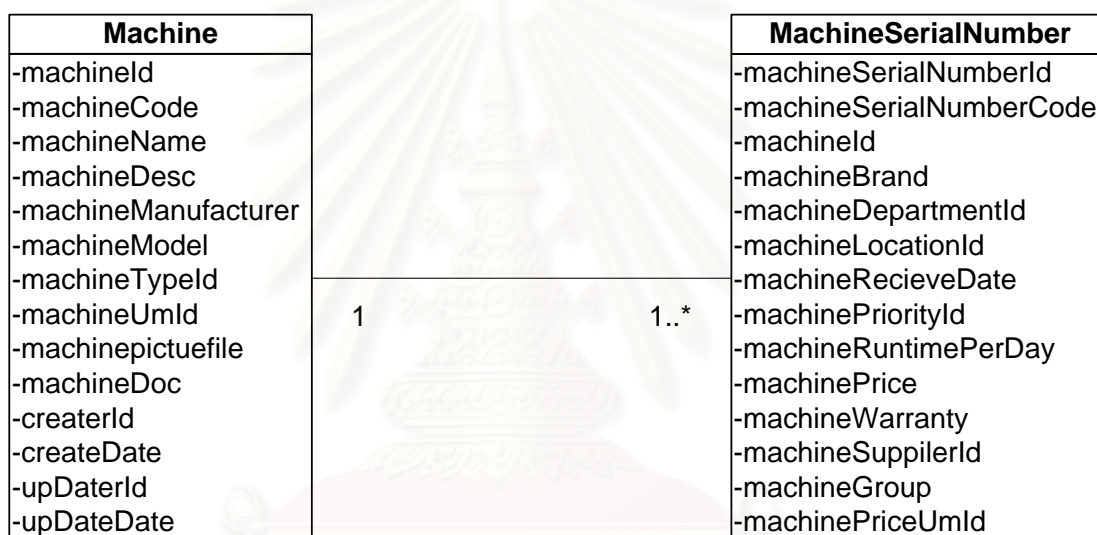 Machine
-machineId
-machineCode
-machineName
-machineDesc
-machineManufacturer
-machineModel
-machineTypeId
-machineUmId
-machinepictuefile
-machineDoc
-createrId
-createDate
-upDaterId
-upDateDate
1
1..*
MachineSerialNumber
-machineSerialNumberId
-machineSerialNumberCode
-machineId
-machineBrand
-machineDepartmentId
-machineLocationId
-machineRecieveDate
-machinePriorityId
-machineRuntimePerDay
-machinePrice
-machineWarranty
-machineSuppilerId
-machineGroup
-machinePriceUmId